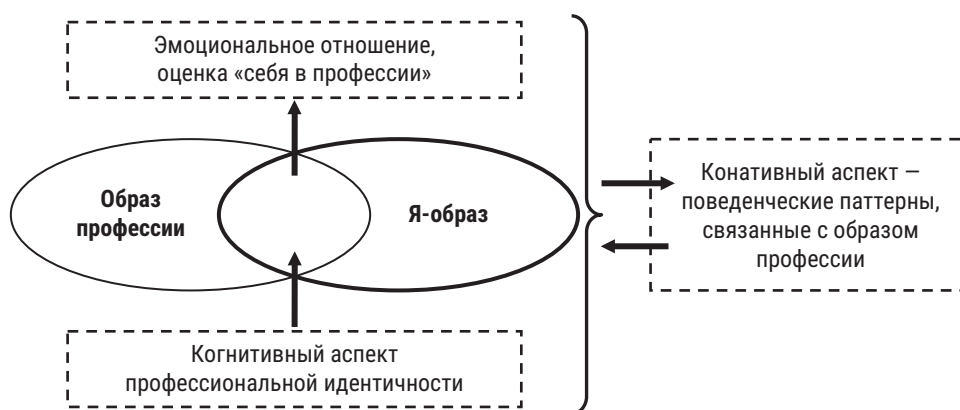 Эмоциональное отношение,
оценка «себя в профессии»
Образ
профессии
Я-образ
Конативный аспект —
поведенческие паттерны,
связанные с образом
профессии
Когнитивный аспект
профессиональной идентичности